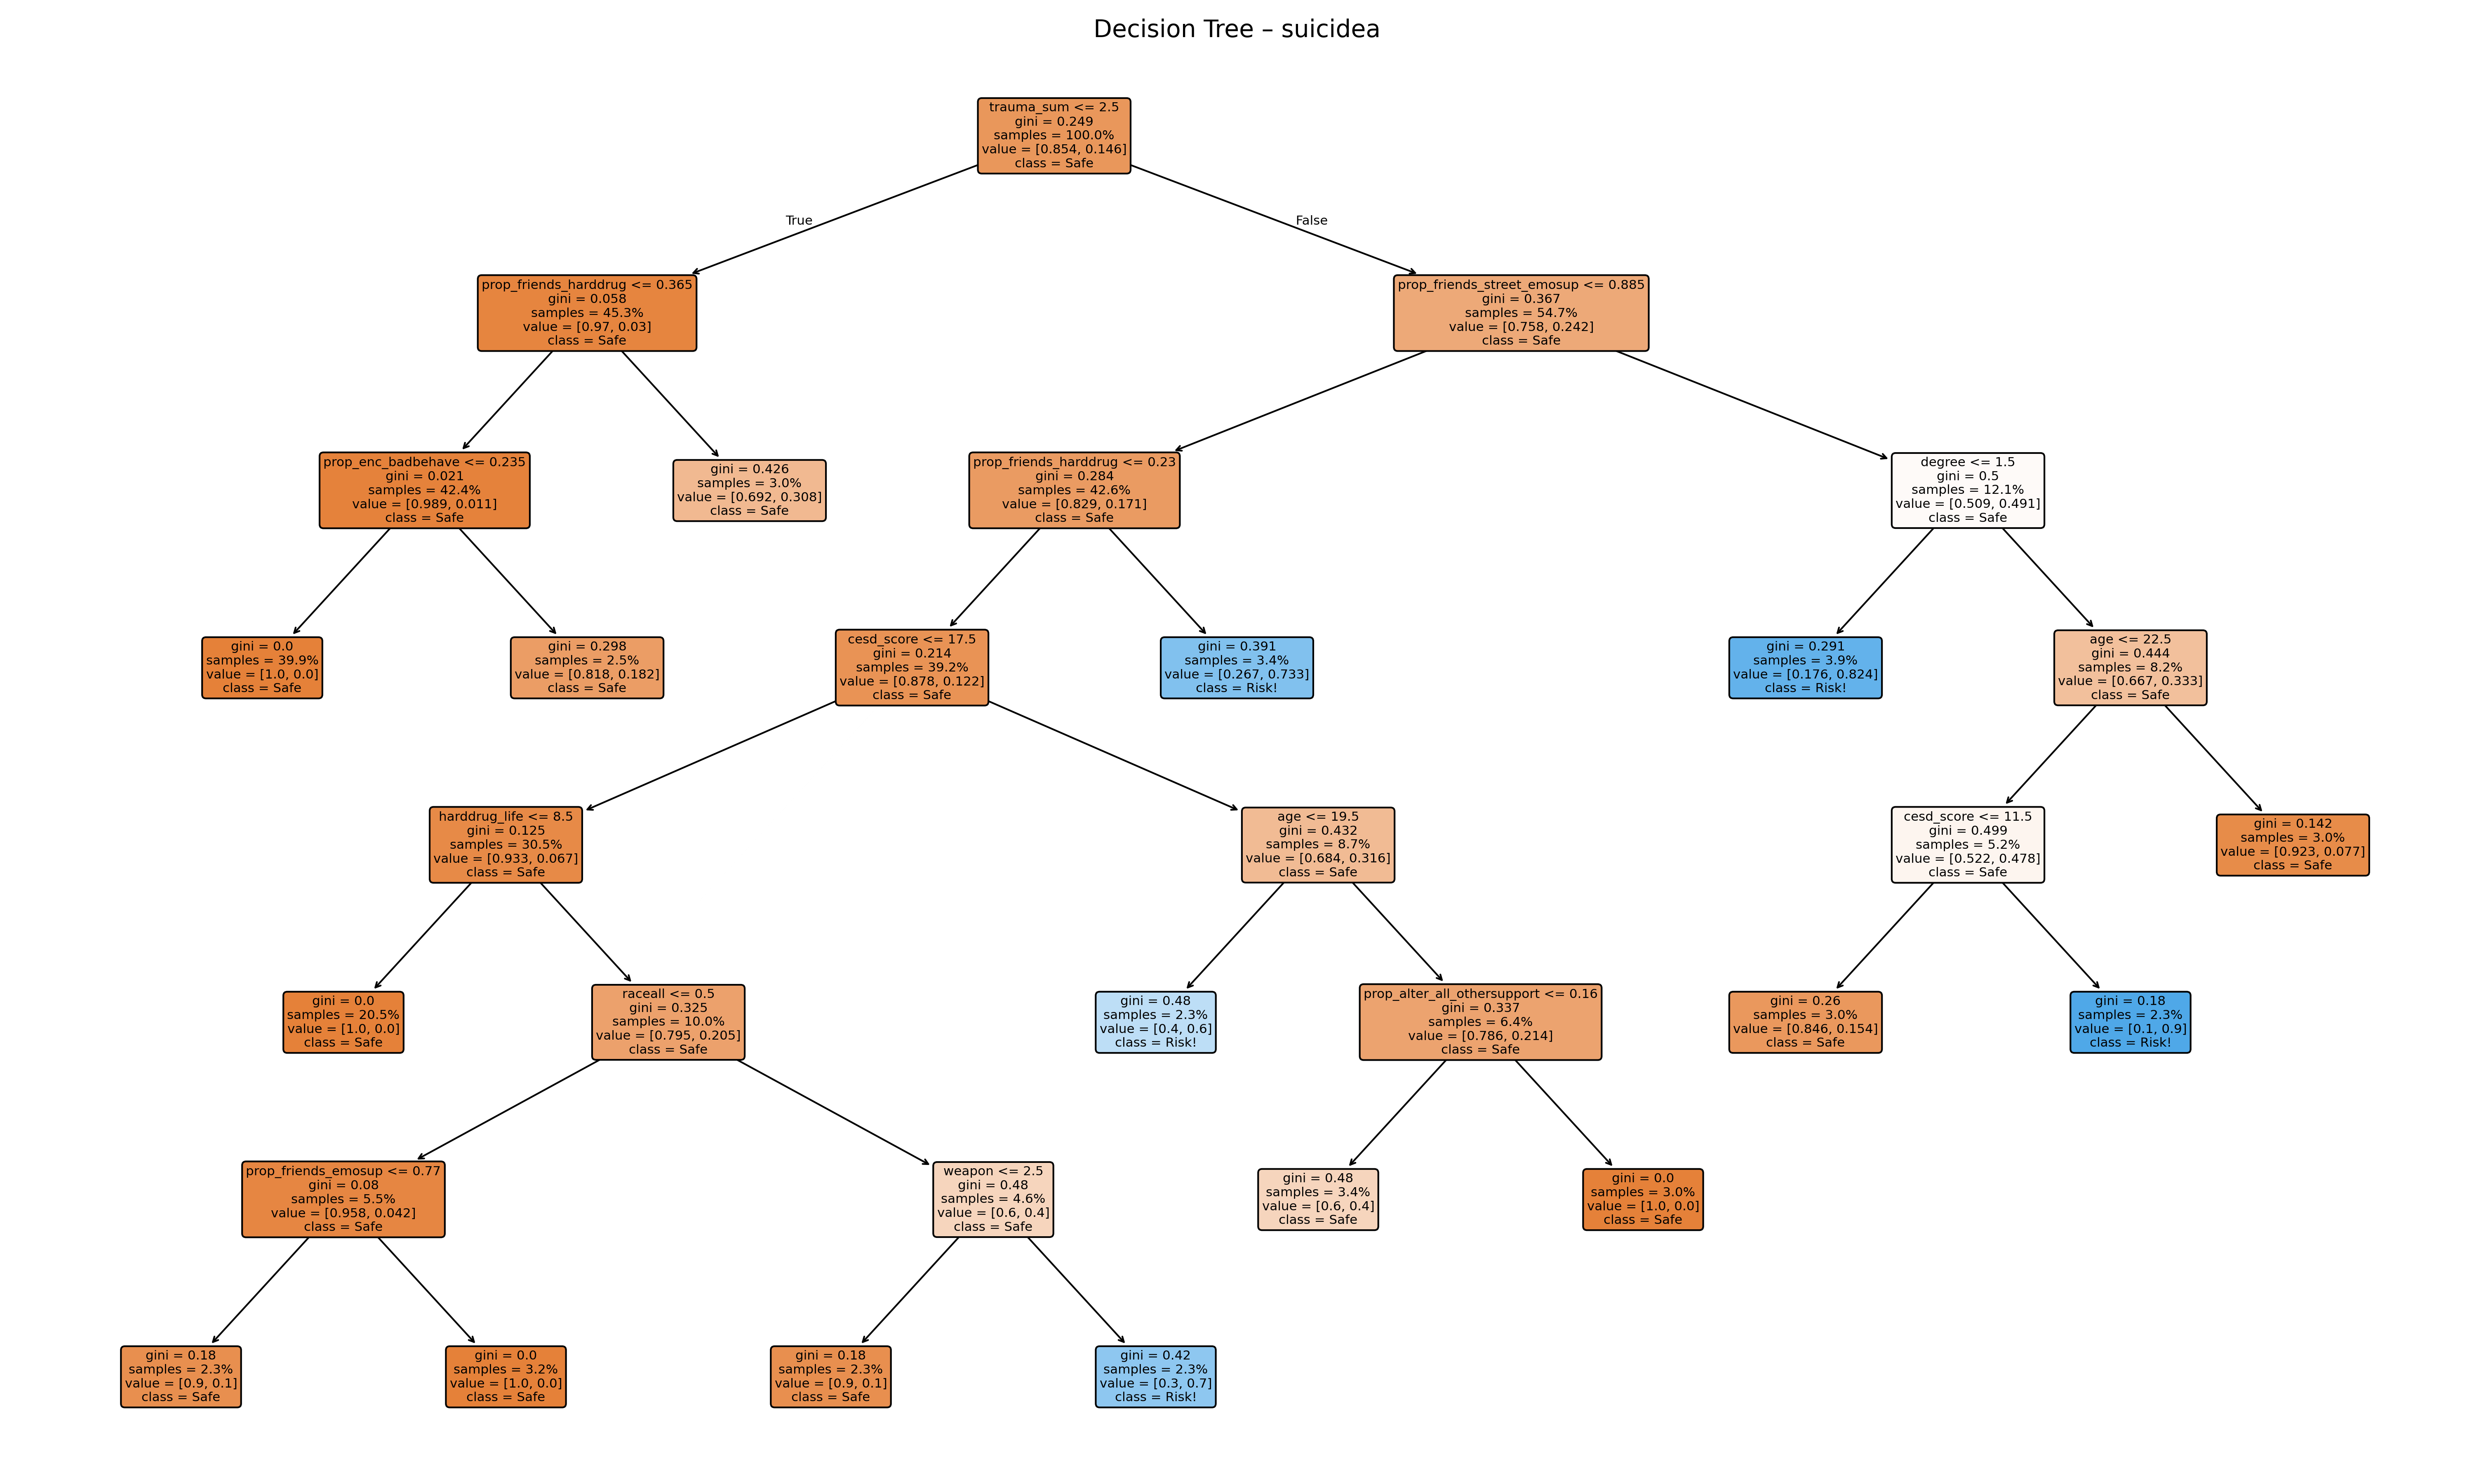 Decision Tree – suicidea
trauma_sum <= 2.5
gini = 0.249
samples = 100.0%
value = [0.854, 0.146]
class = Safe
True
False
prop_friends_harddrug <= 0.365
gini = 0.058
samples = 45.3%
value = [0.97, 0.03]
class = Safe
prop_friends_street_emosup <= 0.885
gini = 0.367
samples = 54.7%
value = [0.758, 0.242]
class = Safe
prop_enc_badbehave <= 0.235
gini = 0.021
samples = 42.4%
value = [0.989, 0.011]
class = Safe
gini = 0.426
samples = 3.0%
value = [0.692, 0.308]
class = Safe
prop_friends_harddrug <= 0.23
gini = 0.284
samples = 42.6%
value = [0.829, 0.171]
class = Safe
degree <= 1.5
gini = 0.5
samples = 12.1%
value = [0.509, 0.491]
class = Safe
gini = 0.0
samples = 39.9%
value = [1.0, 0.0]
class = Safe
gini = 0.298
samples = 2.5%
value = [0.818, 0.182]
class = Safe
cesd_score <= 17.5
gini = 0.214
samples = 39.2%
value = [0.878, 0.122]
class = Safe
gini = 0.391
samples = 3.4%
value = [0.267, 0.733]
class = Risk!
gini = 0.291
samples = 3.9%
value = [0.176, 0.824]
class = Risk!
age <= 22.5
gini = 0.444
samples = 8.2%
value = [0.667, 0.333]
class = Safe
harddrug_life <= 8.5
gini = 0.125
samples = 30.5%
value = [0.933, 0.067]
class = Safe
age <= 19.5
gini = 0.432
samples = 8.7%
value = [0.684, 0.316]
class = Safe
cesd_score <= 11.5
gini = 0.499
samples = 5.2%
value = [0.522, 0.478]
class = Safe
gini = 0.142
samples = 3.0%
value = [0.923, 0.077]
class = Safe
gini = 0.0
samples = 20.5%
value = [1.0, 0.0]
class = Safe
raceall <= 0.5
gini = 0.325
samples = 10.0%
value = [0.795, 0.205]
class = Safe
gini = 0.48
samples = 2.3%
value = [0.4, 0.6]
class = Risk!
prop_alter_all_othersupport <= 0.16
gini = 0.337
samples = 6.4%
value = [0.786, 0.214]
class = Safe
gini = 0.26
samples = 3.0%
value = [0.846, 0.154]
class = Safe
gini = 0.18
samples = 2.3%
value = [0.1, 0.9]
class = Risk!
prop_friends_emosup <= 0.77
gini = 0.08
samples = 5.5%
value = [0.958, 0.042]
class = Safe
weapon <= 2.5
gini = 0.48
samples = 4.6%
value = [0.6, 0.4]
class = Safe
gini = 0.48
samples = 3.4%
value = [0.6, 0.4]
class = Safe
gini = 0.0
samples = 3.0%
value = [1.0, 0.0]
class = Safe
gini = 0.18
samples = 2.3%
value = [0.9, 0.1]
class = Safe
gini = 0.0
samples = 3.2%
value = [1.0, 0.0]
class = Safe
gini = 0.18
samples = 2.3%
value = [0.9, 0.1]
class = Safe
gini = 0.42
samples = 2.3%
value = [0.3, 0.7]
class = Risk!